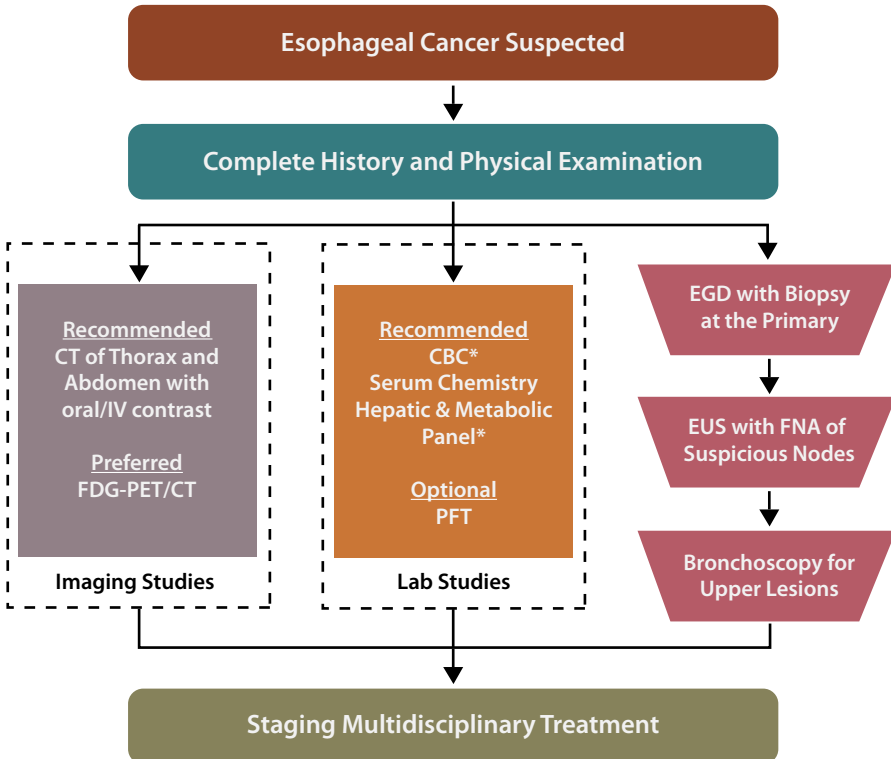 Esophageal Cancer Suspected
Complete History and Physical Examination
Recommended
CT of Thorax and
Abdomen with
oral/IV contrast
Preferred
FDG-PET/CT
Imaging Studies
Recommended
CBC*
Serum Chemistry
Hepatic & Metabolic
Panel*
Optional
PFT
Lab Studies
EGD with Biopsy
at the Primary
EUS with FNA of
Suspicious Nodes
Bronchoscopy for
Upper Lesions
Staging Multidisciplinary Treatment